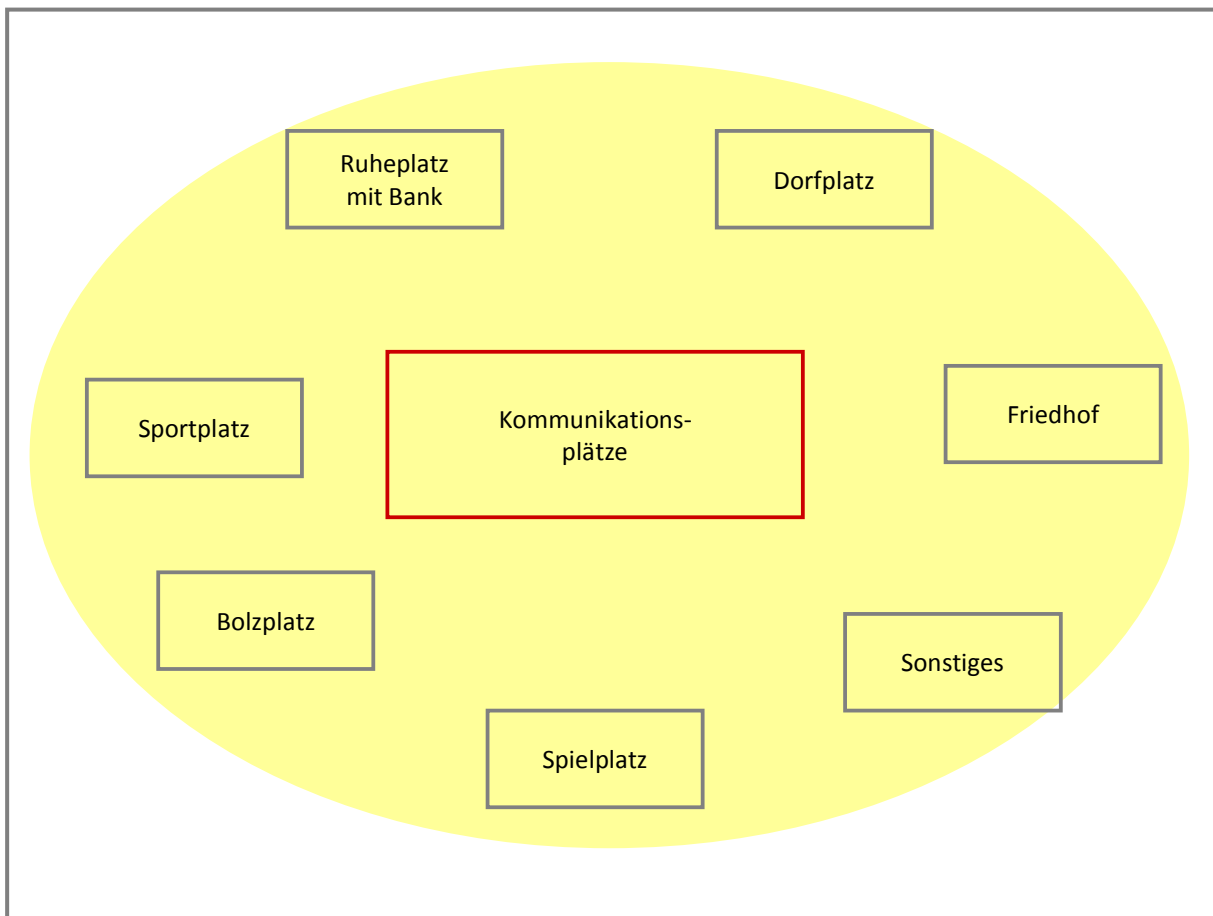 Ruheplatz
mit Bank
Dorfplatz
Sportplatz
Kommunikations-
plätze
Friedhof
Bolzplatz
Sonstiges
Spielplatz